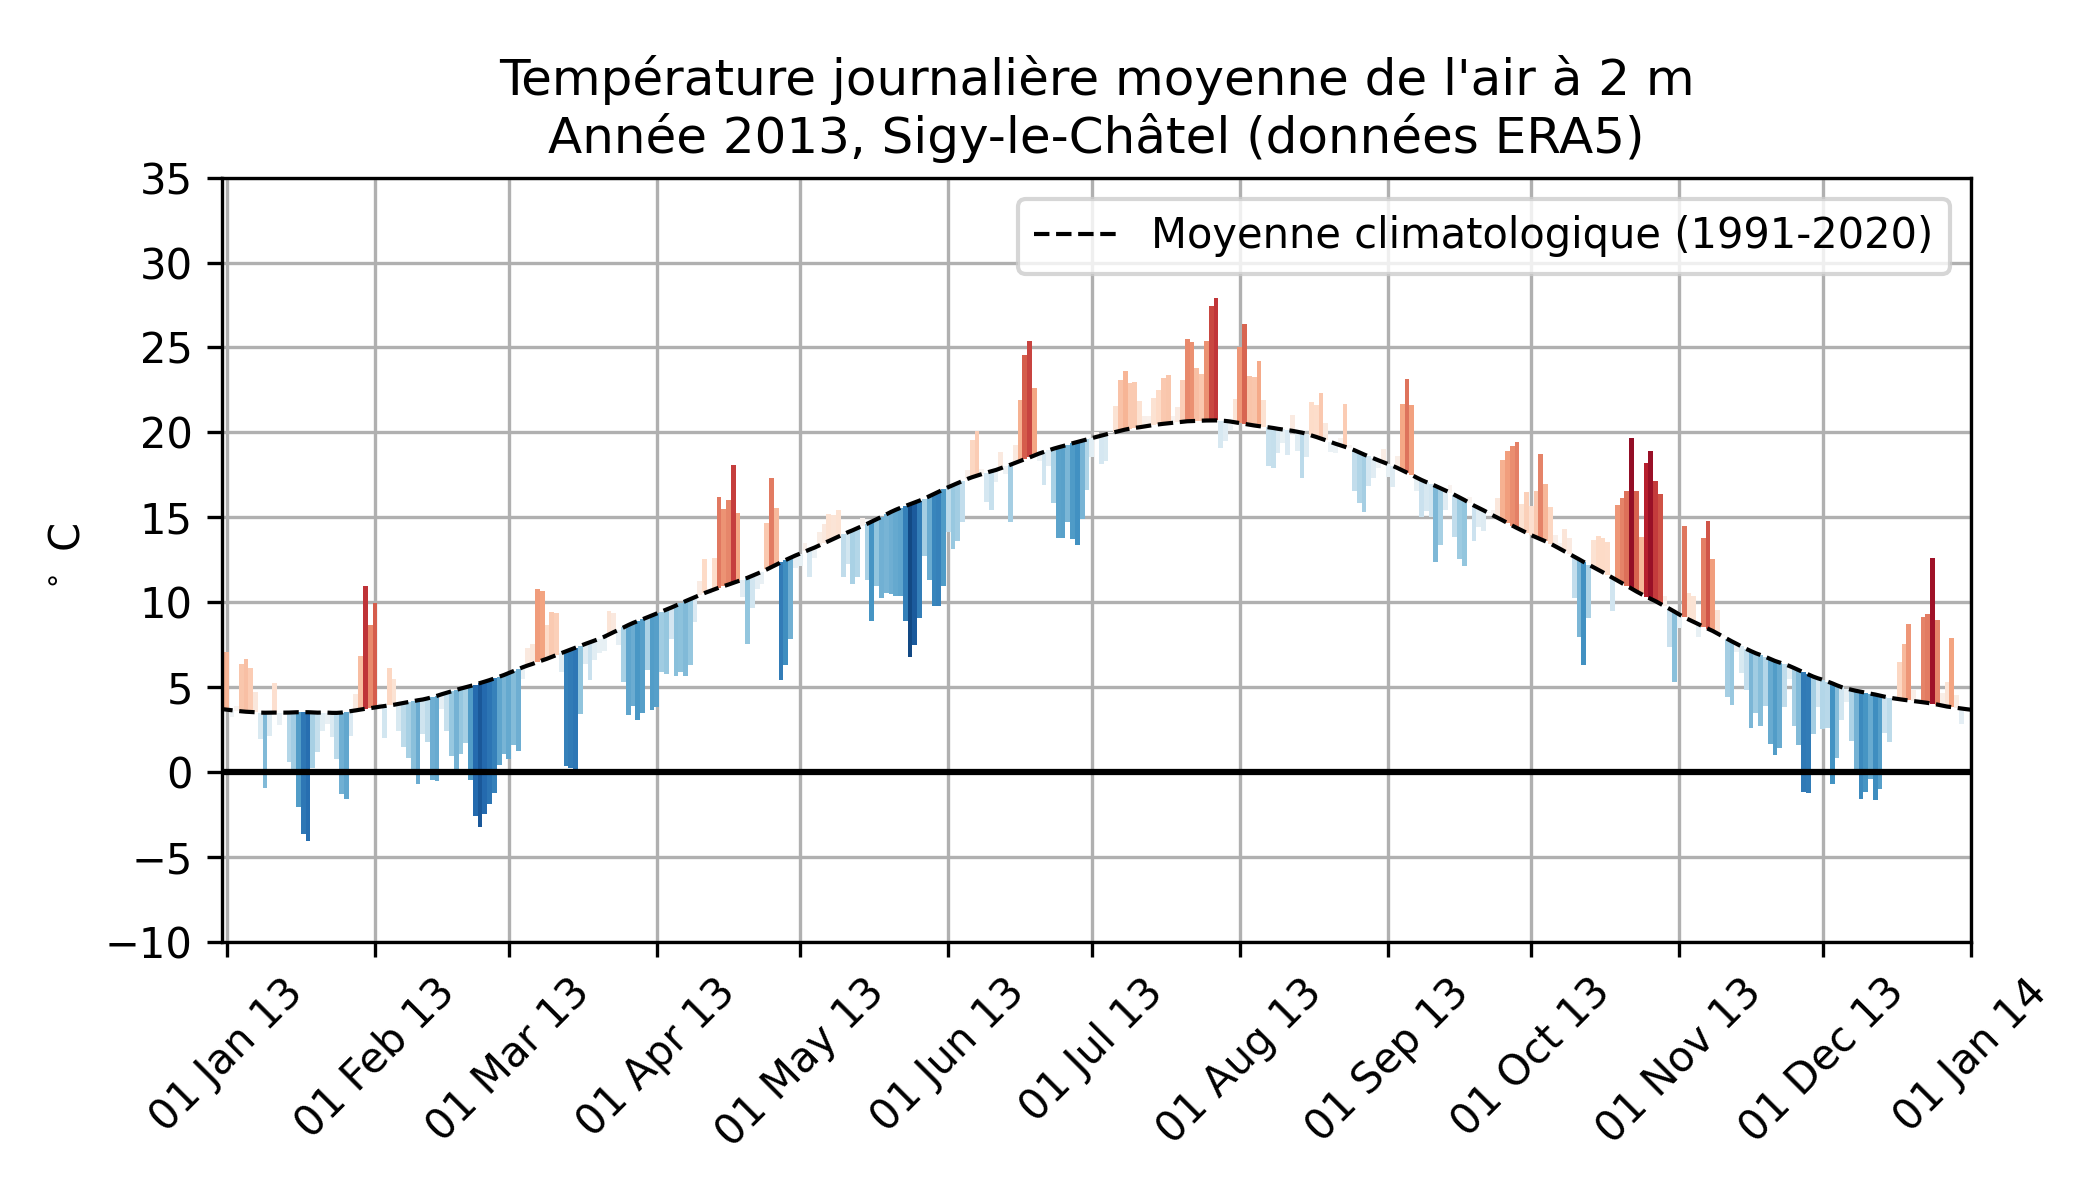 Température journalière moyenne de l'air à 2 m
Année 2013, Sigy-le-Châtel (données ERA5)
Moyenne climatologique (1991-2020)
° C
35
30
25
20
15
10
5
0
−5
−10
01 Jan 13
01 Feb 13
01 Mar 13
01 Apr 13
01 May 13
01 Jun 13
01 Jul 13
01 Aug 13
01 Sep 13
01 Oct 13
01 Nov 13
01 Dec 13
01 Jan 14